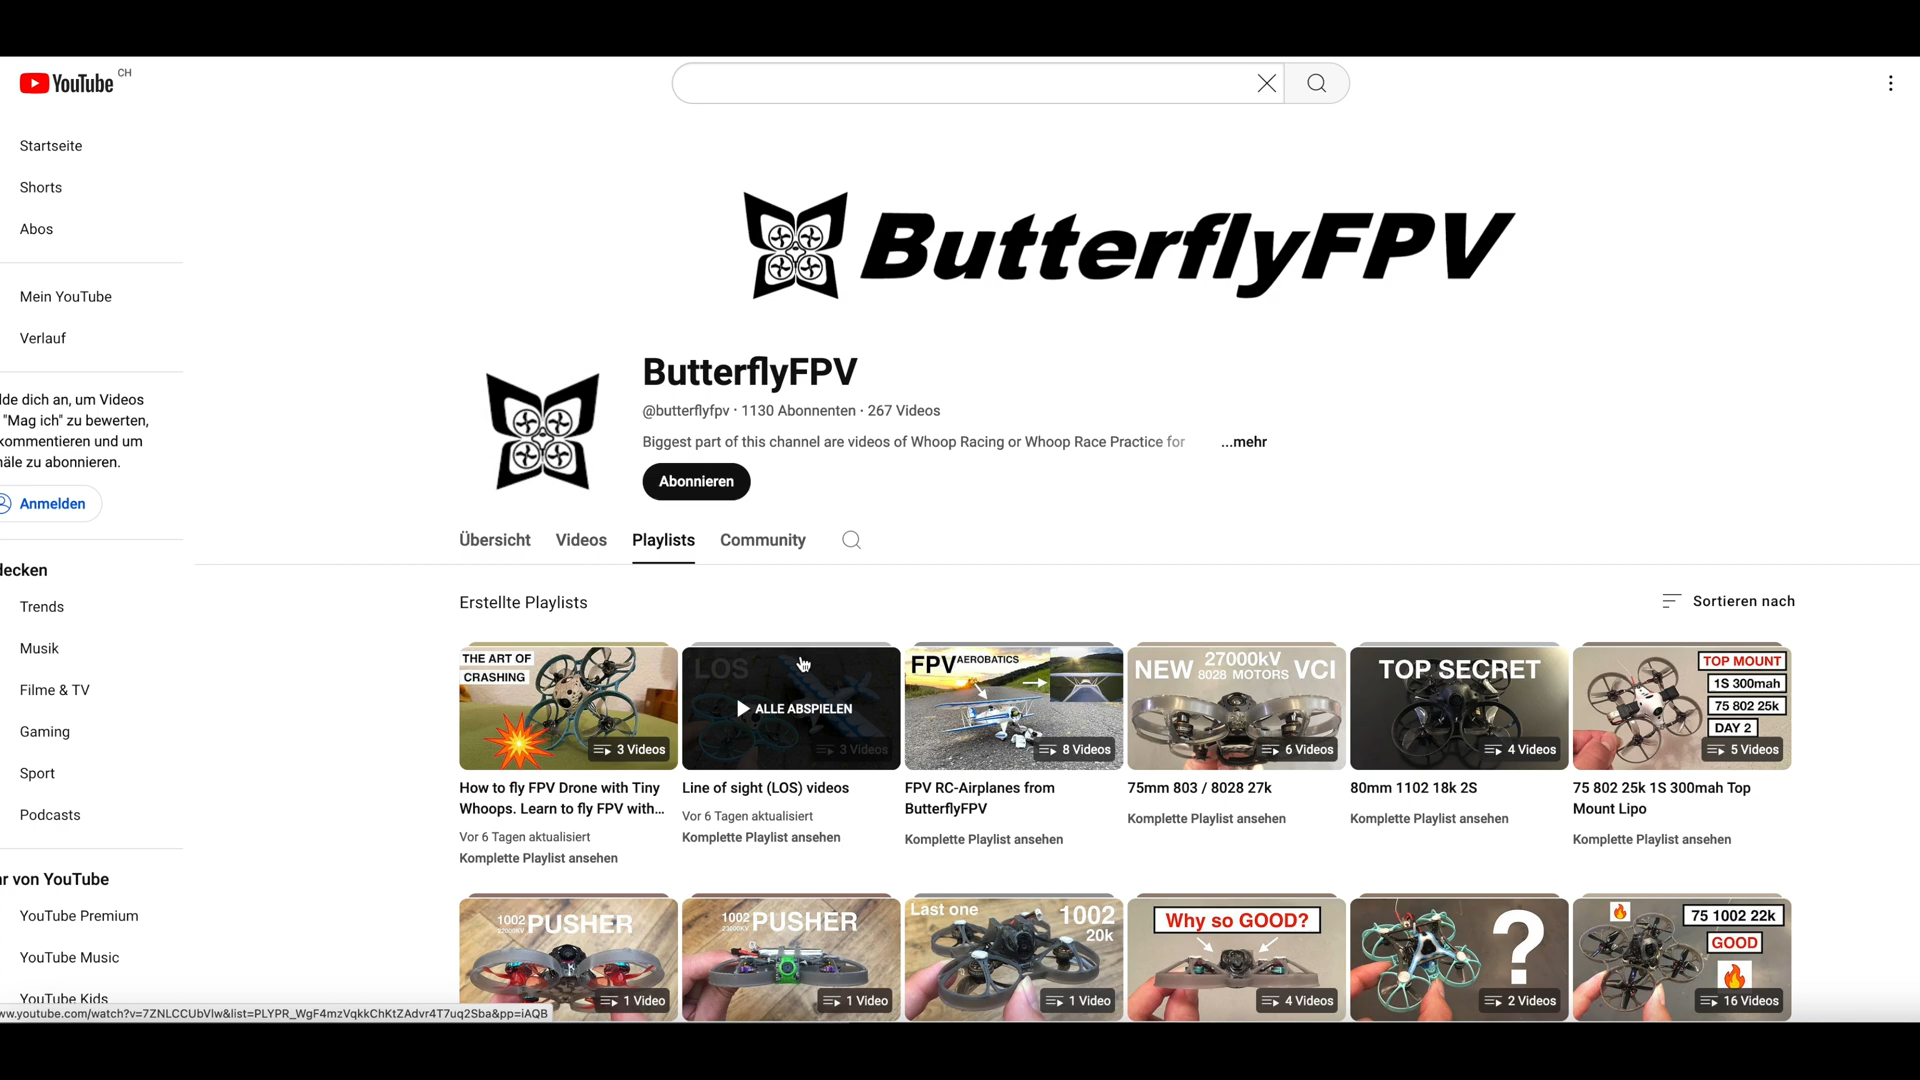 YouTube CH
Startseite
Shorts
Abos
Mein YouTube
Verlauf
lde dich an, um Videos
"Mag ich" zu bewerten,
kommentieren und um
näle zu abonnieren.
Anmelden
decken
Trends
Musik
Filme & TV
Gaming
Sport
Podcasts
r von YouTube
YouTube Premium
YouTube Music
YouTube Kids
ww.youtube.com/watch?v=7ZNLCCUbVlw&list=PLYPR_WgF4mzVqkkChKtZAdvr4T7uq2Sba&pp=iAQB
ButterflyFPV
ButterflyFPV
@butterflyfpv · 1130 Abonnenten · 267 Videos
Biggest part of this channel are videos of Whoop Racing or Whoop Race Practice for ...mehr
Abonnieren
Übersicht Videos Playlists Community
Erstellte Playlists
Sortieren nach
THE ART OF
CRASHING
3 Videos
How to fly FPV Drone with Tiny
Whoops. Learn to fly FPV with...
Vor 6 Tagen aktualisiert
Komplette Playlist ansehen
LOS
ALLE ABSPIELEN
3 Videos
Line of sight (LOS) videos
Vor 6 Tagen aktualisiert
Komplette Playlist ansehen
FPV AEROBATICS
8 Videos
FPV RC-Airplanes from
ButterflyFPV
Komplette Playlist ansehen
NEW 27000kV VCI
8028 MOTORS
6 Videos
75mm 803 / 8028 27k
Komplette Playlist ansehen
TOP SECRET
4 Videos
80mm 1102 18k 2S
Komplette Playlist ansehen
TOP MOUNT
1S 300mah
75 802 25k
DAY 2
5 Videos
75 802 25k 1S 300mah Top
Mount Lipo
Komplette Playlist ansehen
1002 PUSHER
1 Video
1002 PUSHER
1 Video
Last one
1002
20k
1 Video
Why so GOOD?
4 Videos
?
2 Videos
75 1002 22k
GOOD
16 Videos